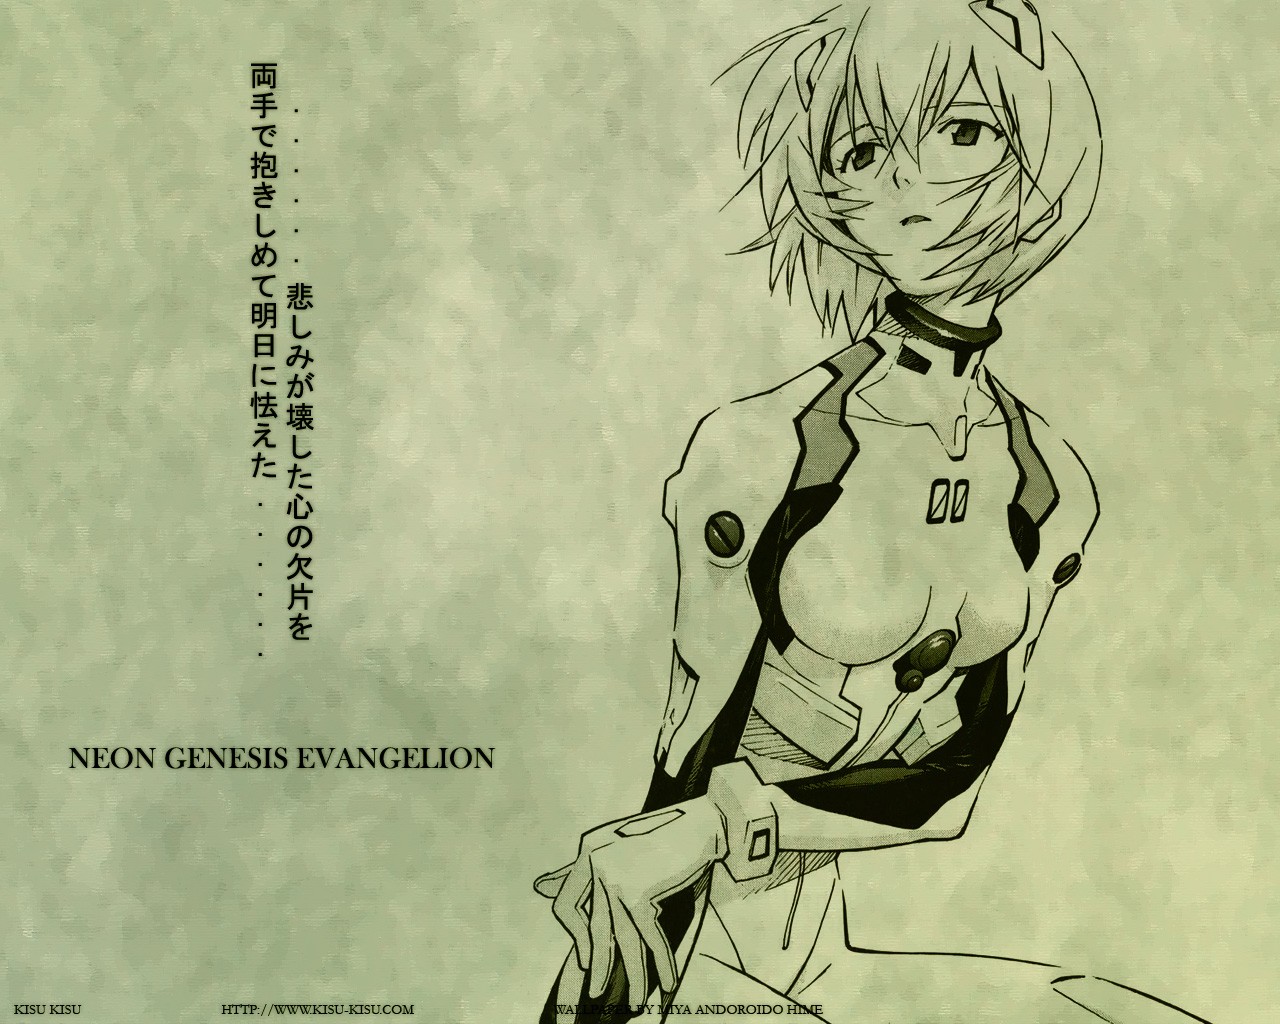 ・・・・・・悲しみが壊した心の欠片を
両手で抱きしめて明日に怯えた・・・・・・
00
NEON GENESIS EVANGELION
KISU KISU
HTTP://WWW.KISU-KISU.COM
WALLPAPER BY MIYA ANDOROIDO HIME